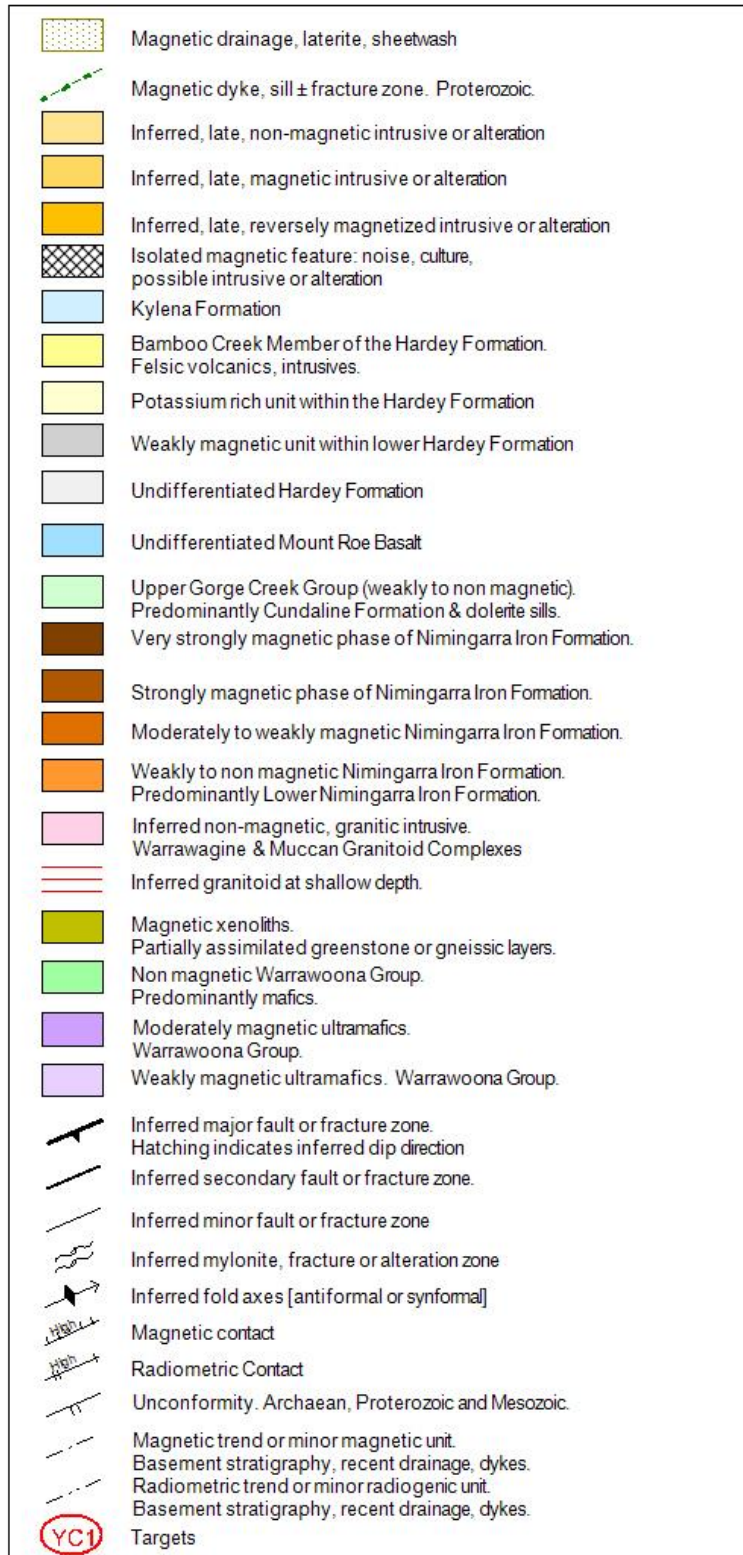 Magnetic drainage, laterite, sheetwash
Magnetic dyke, sill ± fracture zone. Proterozoic.
Inferred, late, non-magnetic intrusive or alteration
Inferred, late, magnetic intrusive or alteration
Inferred, late, reversely magnetized intrusive or alteration
Isolated magnetic feature: noise, culture,
possible intrusive or alteration
Kylena Formation
Bamboo Creek Member of the Hardey Formation.
Felsic volcanics, intrusives.
Potassium rich unit within the Hardey Formation
Weakly magnetic unit within lower Hardey Formation
Undifferentiated Hardey Formation
Undifferentiated Mount Roe Basalt
Upper Gorge Creek Group (weakly to non magnetic).
Predominantly Cundaline Formation & dolerite sills.
Very strongly magnetic phase of Nimingarra Iron Formation.
Strongly magnetic phase of Nimingarra Iron Formation.
Moderately to weakly magnetic Nimingarra Iron Formation.
Weakly to non magnetic Nimingarra Iron Formation.
Predominantly Lower Nimingarra Iron Formation.
Inferred non-magnetic, granitic intrusive.
Warrawagine & Muccan Granitoid Complexes
Inferred granitoid at shallow depth.
Magnetic xenoliths.
Partially assimilated greenstone or gneissic layers.
Non magnetic Warrawoona Group.
Predominantly mafics.
Moderately magnetic ultramafics.
Warrawoona Group.
Weakly magnetic ultramafics. Warrawoona Group.
Inferred major fault or fracture zone.
Hatching indicates inferred dip direction
Inferred secondary fault or fracture zone.
Inferred minor fault or fracture zone
Inferred mylonite, fracture or alteration zone
Inferred fold axes [antiformal or synformal]
High Magnetic contact
High Radiometric Contact
Unconformity. Archaean, Proterozoic and Mesozoic.
Magnetic trend or minor magnetic unit.
Basement stratigraphy, recent drainage, dykes.
Radiometric trend or minor radiogenic unit.
Basement stratigraphy, recent drainage, dykes.
YC1 Targets